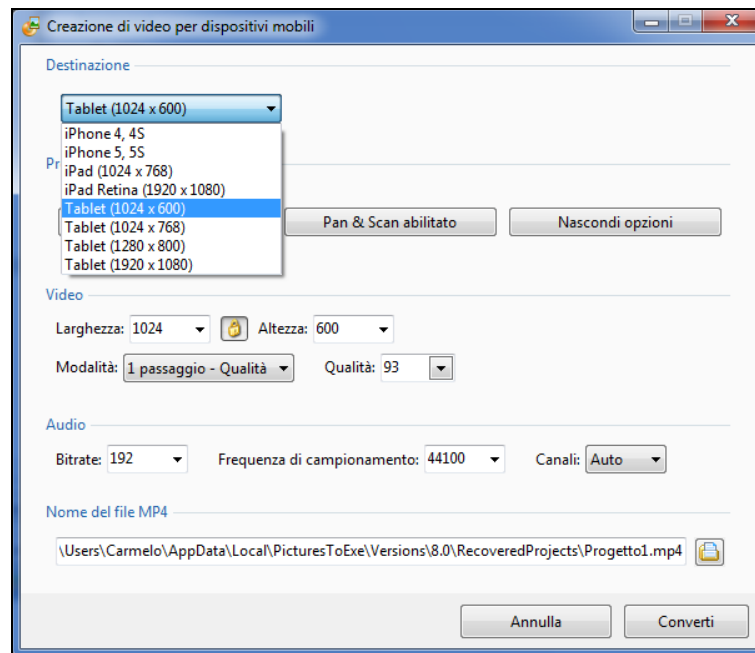 Creazione di video per dispositivi mobili
Destinazione
Tablet (1024 x 600)
iPhone 4, 4S
iPhone 5, 5S
iPad (1024 x 768)
iPad Retina (1920 x 1080)
Tablet (1024 x 600)
Tablet (1024 x 768)
Tablet (1280 x 800)
Tablet (1920 x 1080)
Pr
Pan & Scan abilitato Nascondi opzioni
Video
Larghezza: 1024 Altezza: 600
Modalità: 1 passaggio - Qualità Qualità: 93
Audio
Bitrate: 192 Frequenza di campionamento: 44100 Canali: Auto
Nome del file MP4
\Users\Carmelo\AppData\Local\PicturesToExe\Versions\8.0\RecoveredProjects\Progetto1.mp4
Annulla Converti